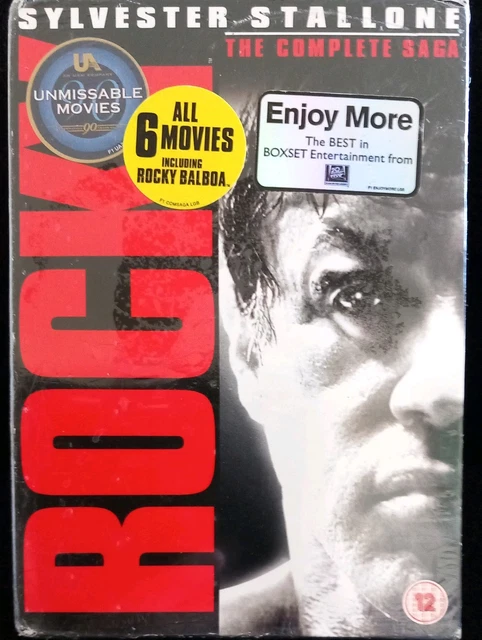 SYLVESTER STALLONE
THE COMPLETE SAGA
ROCKY
UA
UNMISSABLE
MOVIES
90
ALL
6 MOVIES
INCLUDING
ROCKY BALBOA
Enjoy More
The BEST in
BOXSET Entertainment from
12